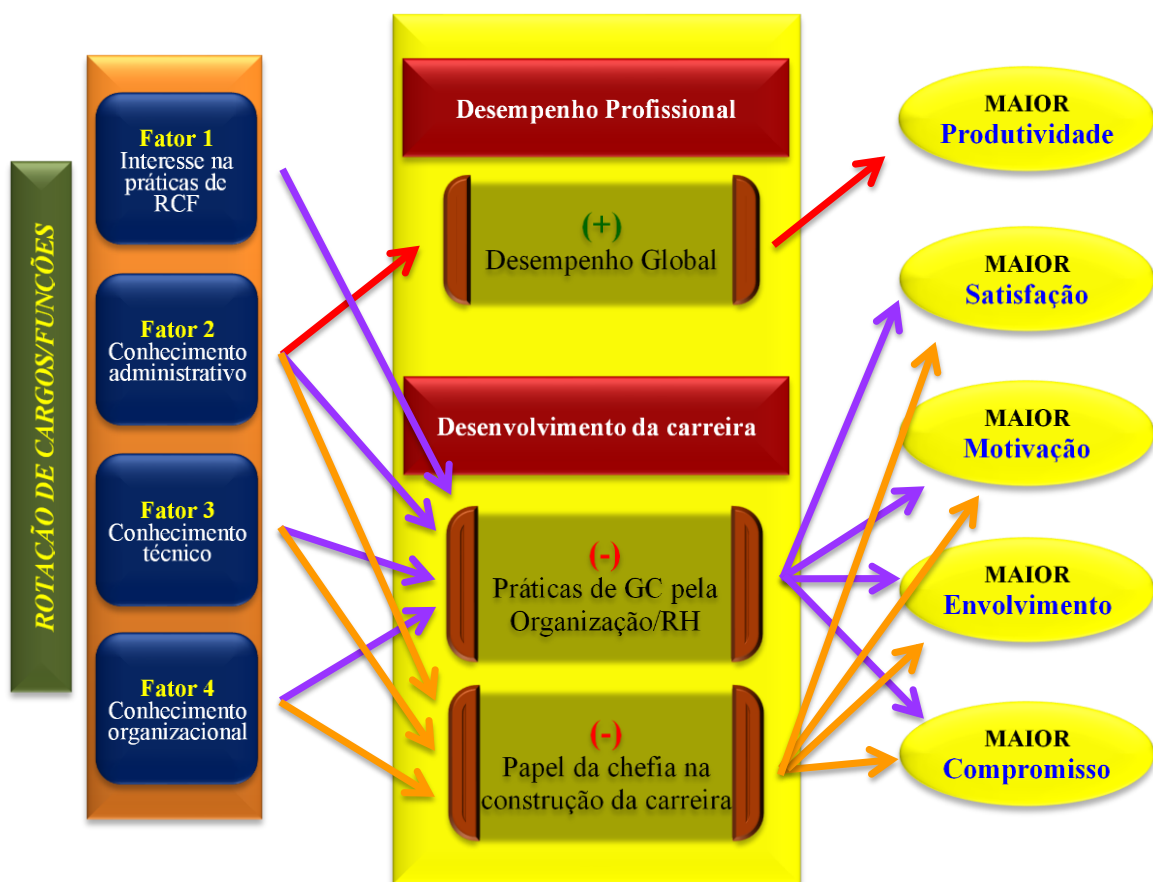 ROTAÇÃO DE CARGOS/FUNCÕES
Fator 1
Interesse na
práticas de
RCF
Fator 2
Conhecimento
administrativo
Fator 3
Conhecimento
técnico
Fator 4
Conhecimento
organizacional
Desempenho Profissional
(+)
Desempenho Global
Desenvolvimento da carreira
(-)
Práticas de GC pela
Organização/RH
(-)
Papel da chefia na
construção da carreira
MAIOR
Produtividade
MAIOR
Satisfação
MAIOR
Motivação
MAIOR
Envolvimento
MAIOR
Compromisso